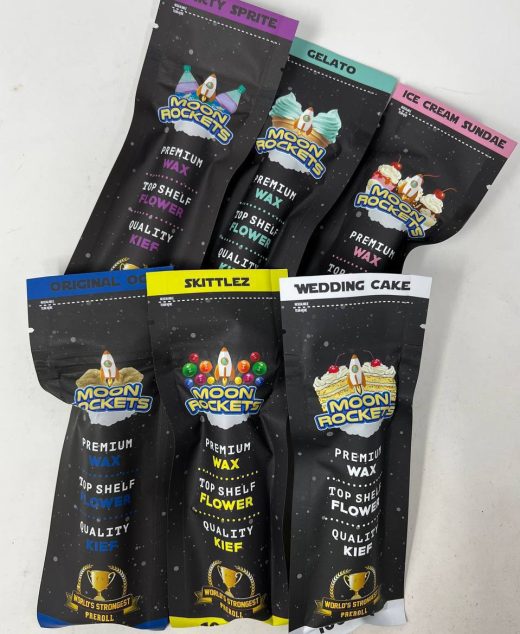 RTY SPRITE
MOON
ROCKETS
PREMIUM
WAX
TOP SHELF
FLOWER
QUALITY
KIEF
GELATO
MOON
ROCKETS
PREMIUM
WAX
TOP SHELF
FLOWER
QUALITY
ICE CREAM SUNDAE
MOON
ROCKETS
PREMIUM
WAX
ORIGINAL OG
MOON
ROCKETS
PREMIUM
WAX
TOP SHELF
FLOWER
QUALITY
KIEF
WORLD'S STRONGEST
PREROLL
SKITTLEZ
MOON
ROCKETS
PREMIUM
WAX
TOP SHELF
FLOWER
QUALITY
KIEF
WORLD'S STRONGEST
PREROLL
WEDDING CAKE
MOON
ROCKETS
PREMIUM
WAX
TOP SHELF
FLOWER
QUALITY
KIEF
WORLD'S STRONGEST
PREROLL